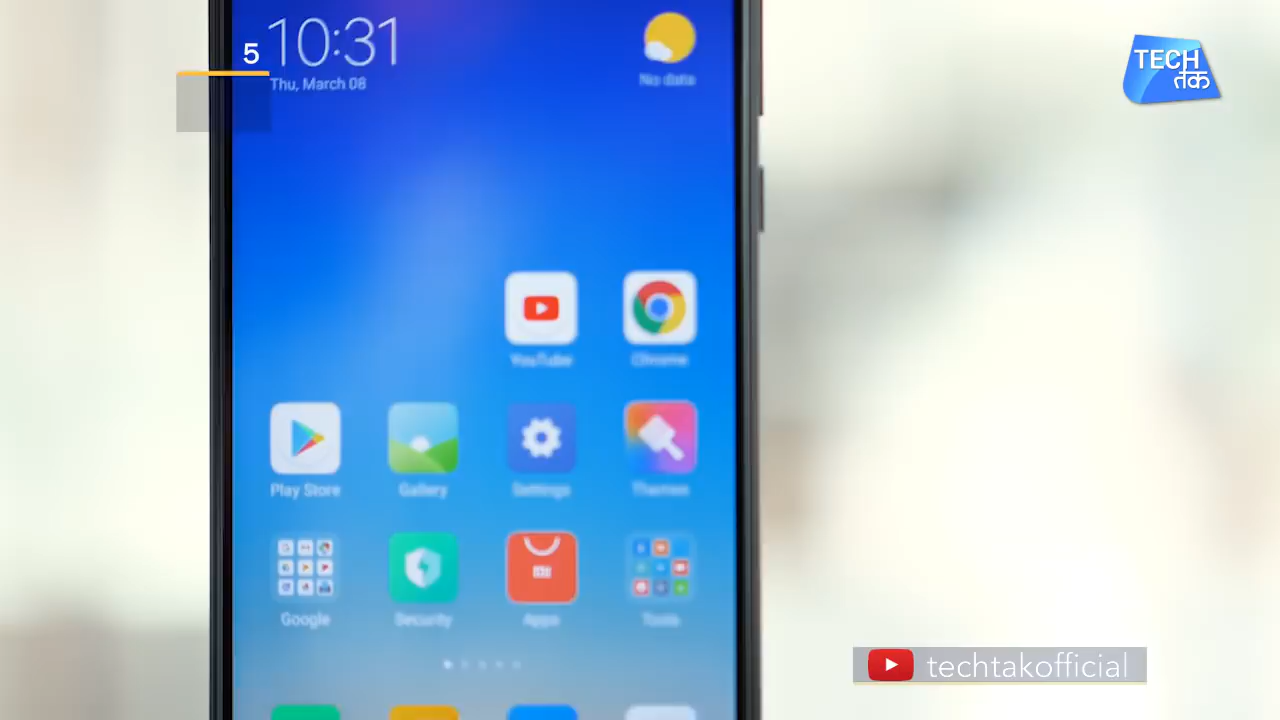 5
10:31
Thu, March 08
No data
TECH
तक
YouTube
Chrome
Play Store
Gallery
Settings
Themes
Google
Security
Apps
Tools
techtakofficial